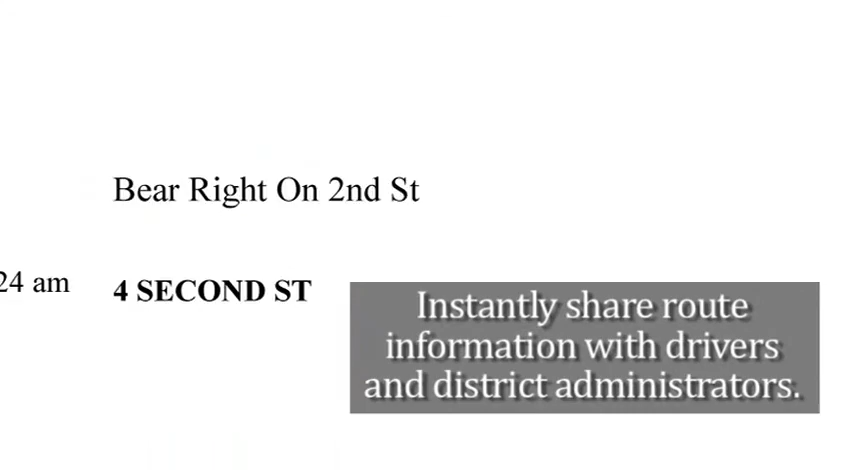 Bear Right On 2nd St
24 am
4 SECOND ST
Instantly share route
information with drivers
and district administrators.